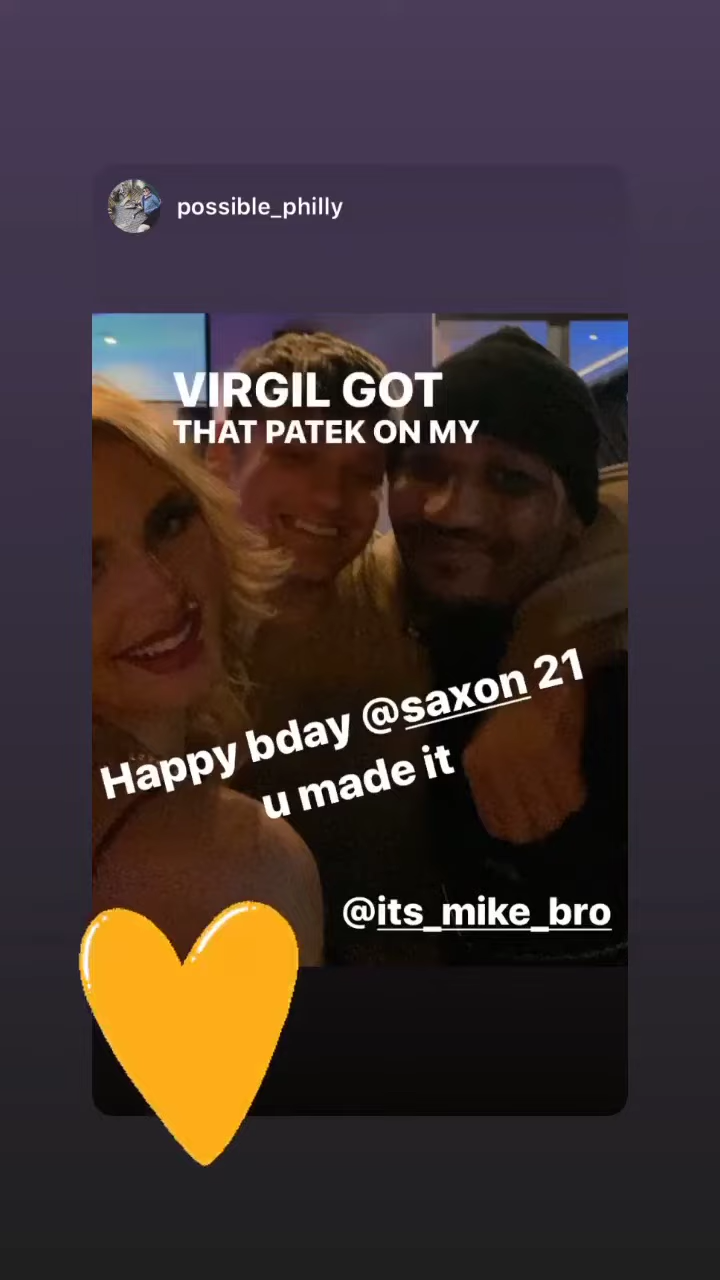 possible_philly
VIRGIL GOT
THAT PATEK ON MY
Happy bday @saxon 21
u made it
@its_mike_bro